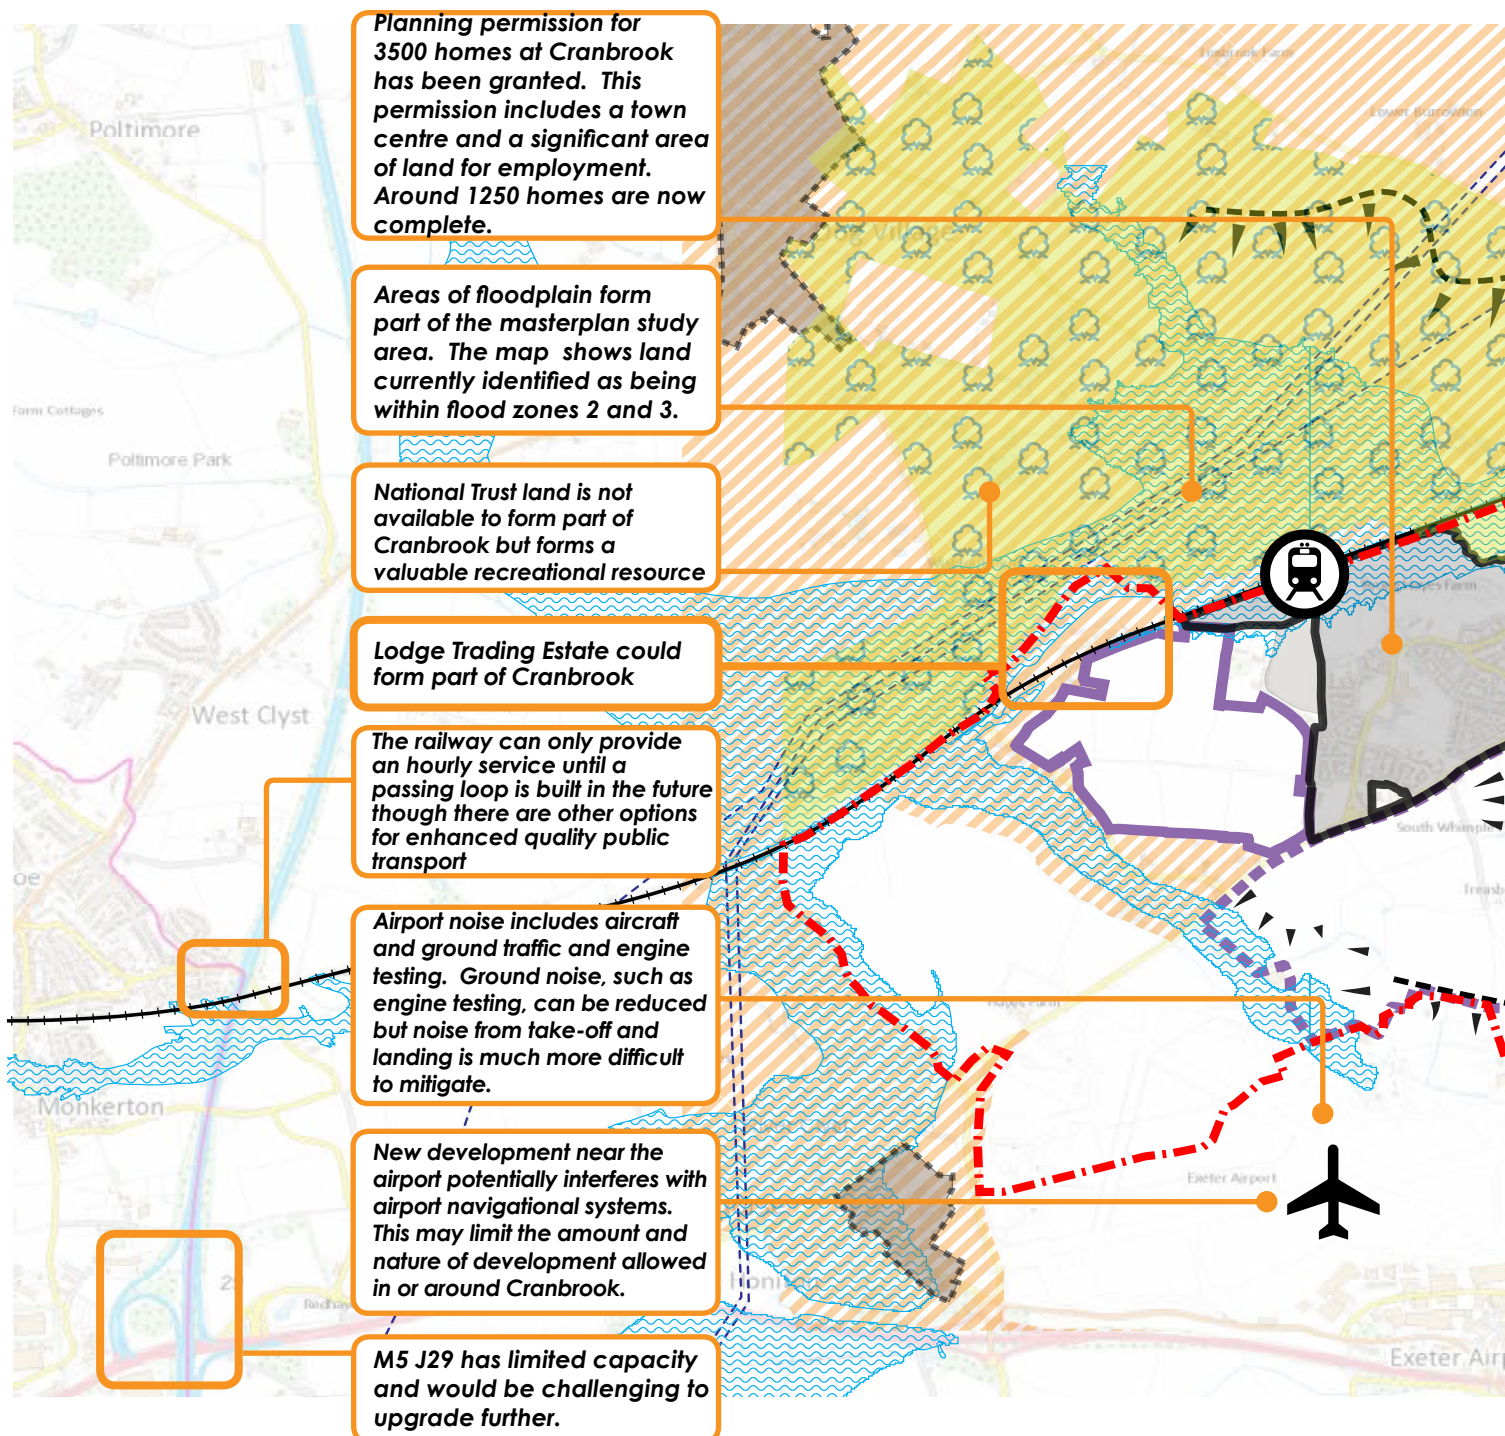 Planning permission for
3500 homes at Cranbrook
has been granted.  This
permission includes a town
centre and a significant area
of land for employment.
Around 1250 homes are now
complete.
Areas of floodplain form
part of the masterplan study
area.  The map  shows land
currently identified as being
within flood zones 2 and 3.
National Trust land is not
available to form part of
Cranbrook but forms a
valuable recreational resource
Lodge Trading Estate could
form part of Cranbrook
The railway can only provide
an hourly service until a
passing loop is built in the future
though there are other options
for enhanced quality public
transport
Airport noise includes aircraft
and ground traffic and engine
testing.  Ground noise, such as
engine testing, can be reduced
but noise from take-off and
landing is much more difficult
to mitigate.
New development near the
airport potentially interferes with
airport navigational systems.
This may limit the amount and
nature of development allowed
in or around Cranbrook.
M5 J29 has limited capacity
and would be challenging to
upgrade further.
Poltimore
Lower Burrowton
Village
Farm Cottages
Poltimore Park
West Clyst
South Whimple
oe
Monkerton
Exeter Airport
29
Exeter Airp